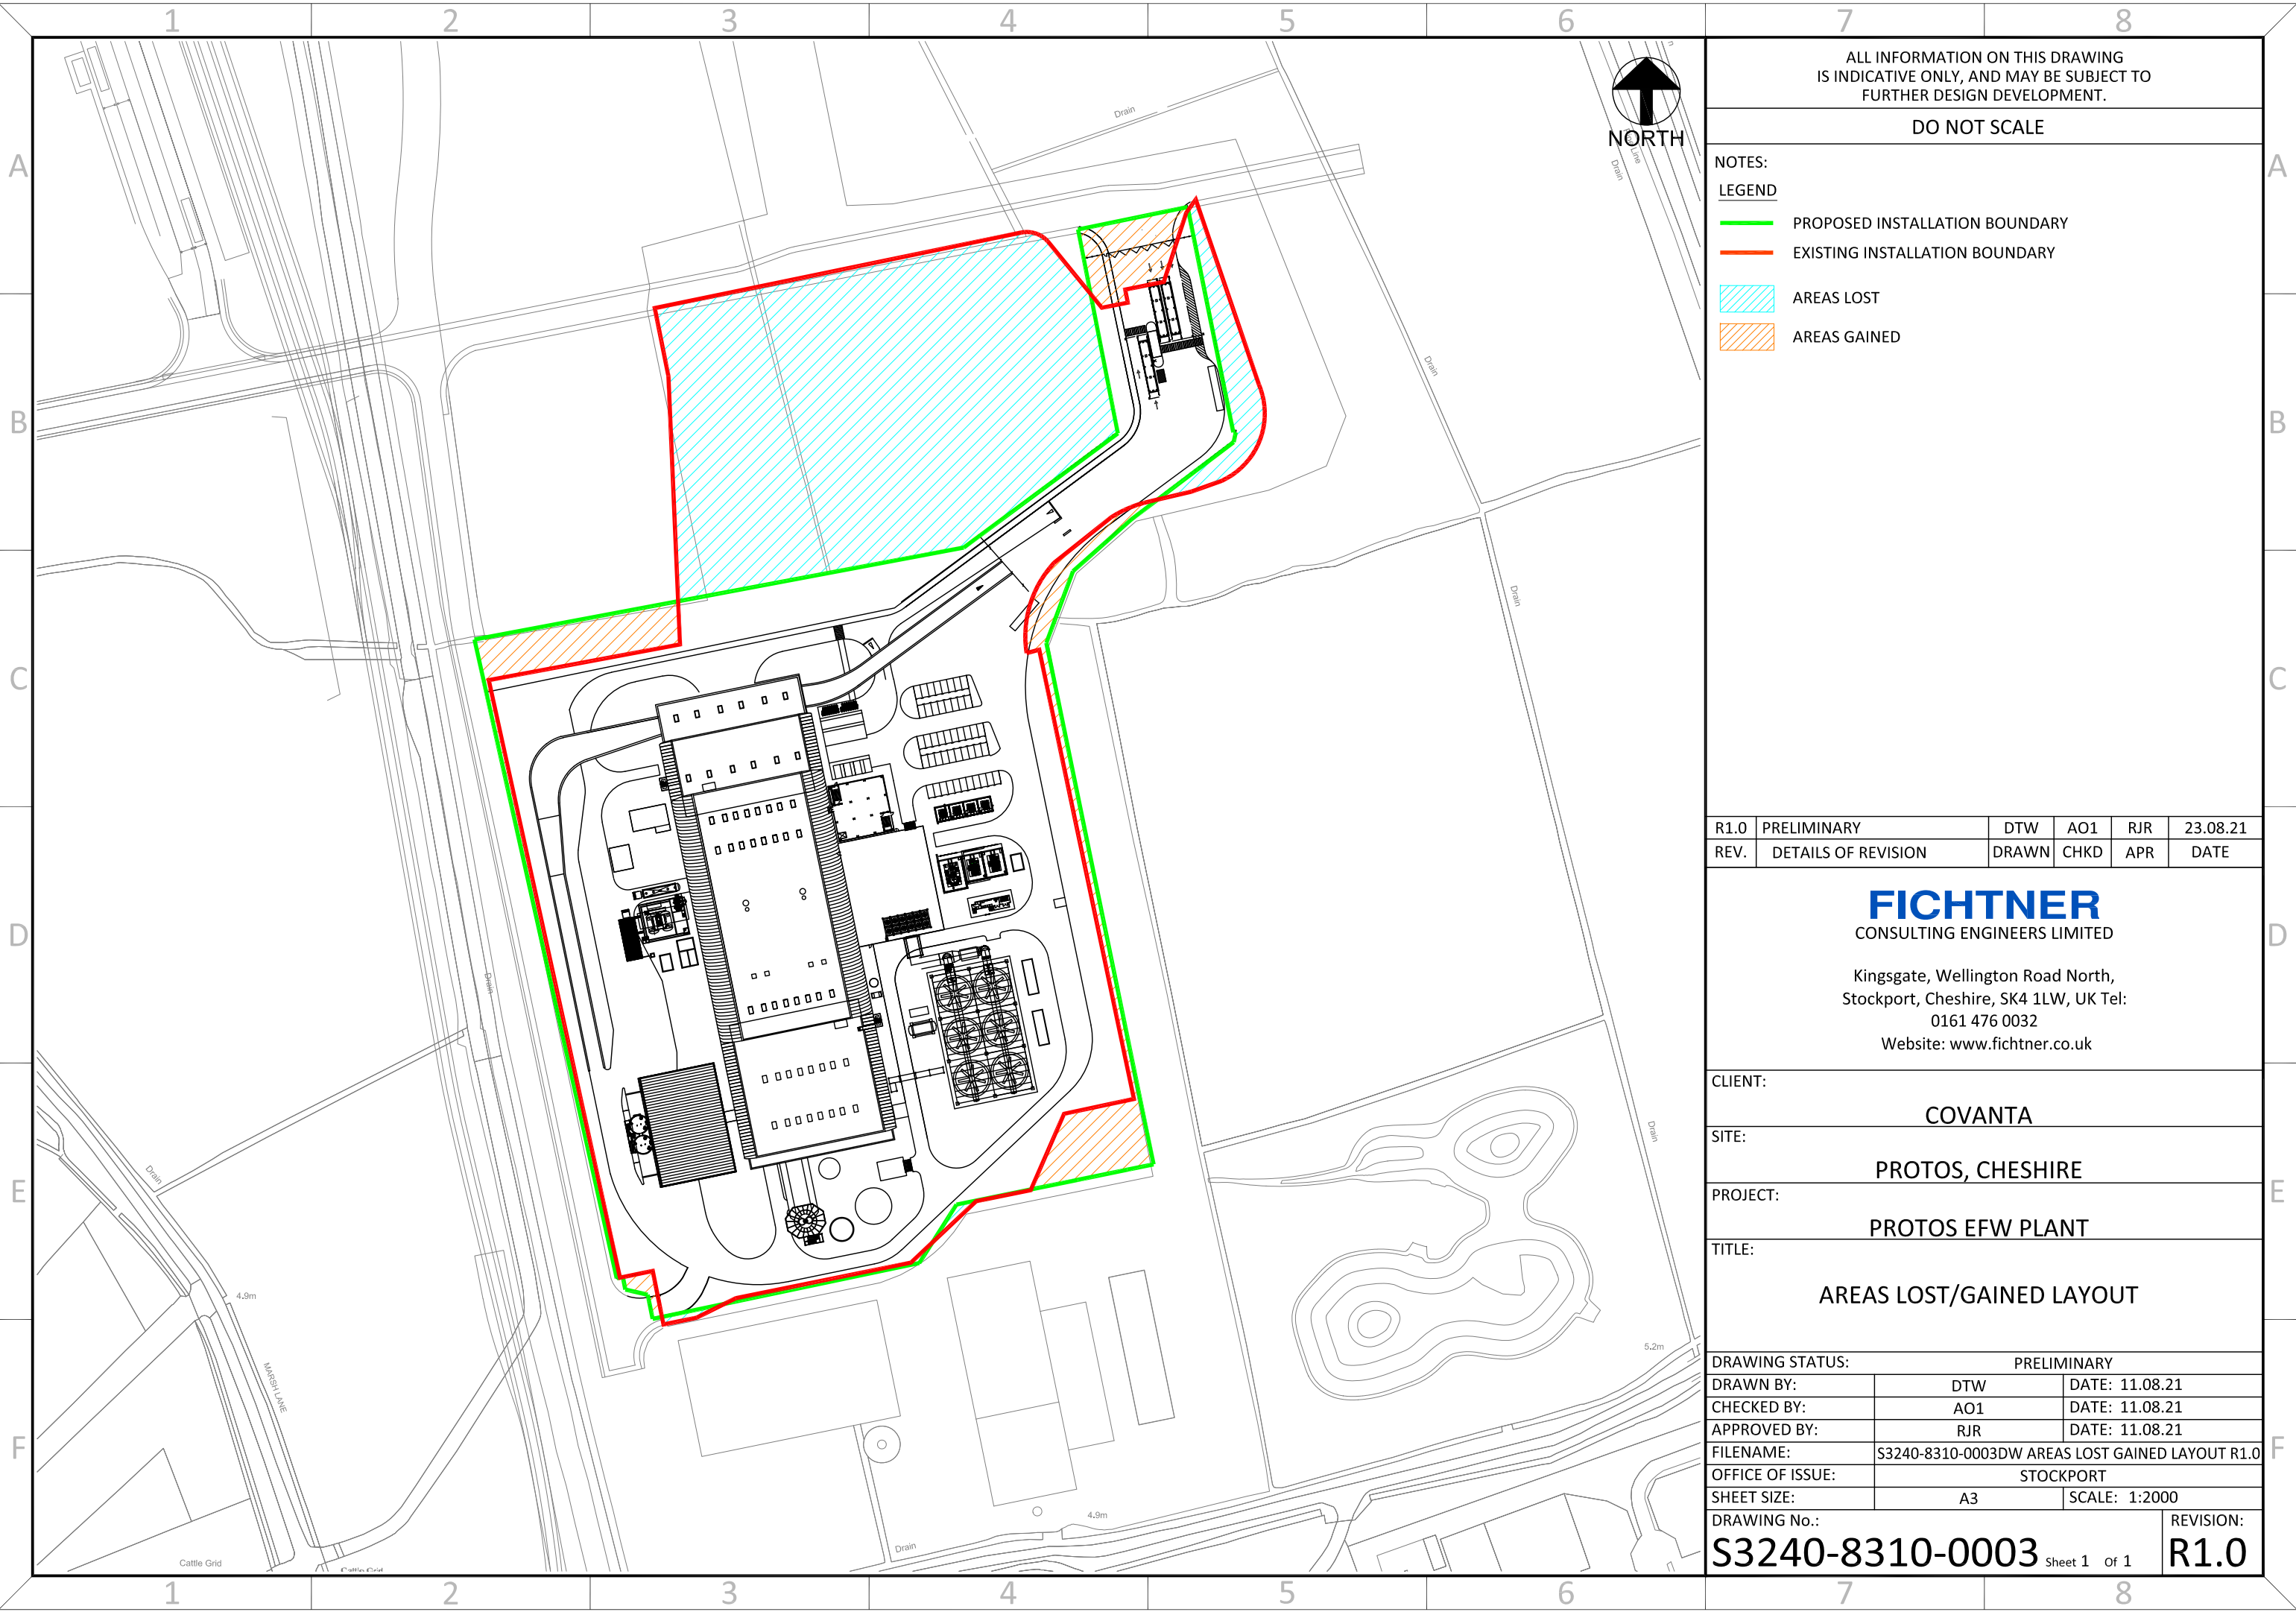 1 2 3 4 5 6 7 8
A
B
C
D
E
F
A
B
C
D
E
F
1 2 3 4 5 6 7 8
Drain
Drain
Line
Drain
Drain
Drain
Drain
Drain
Drain
MARSH LANE
4.9m
Cattle Grid
Cattle Grid
Drain
4.9m
5.2m
NORTH
ALL INFORMATION ON THIS DRAWING
IS INDICATIVE ONLY, AND MAY BE SUBJECT TO
FURTHER DESIGN DEVELOPMENT.
DO NOT SCALE
NOTES:
LEGEND
PROPOSED INSTALLATION BOUNDARY
EXISTING INSTALLATION BOUNDARY
AREAS LOST
AREAS GAINED
R1.0 PRELIMINARY DTW AO1 RJR 23.08.21
REV. DETAILS OF REVISION DRAWN CHKD APR DATE
FICHTNER
CONSULTING ENGINEERS LIMITED
Kingsgate, Wellington Road North,
Stockport, Cheshire, SK4 1LW, UK Tel:
0161 476 0032
Website: www.fichtner.co.uk
CLIENT:
COVANTA
SITE:
PROTOS, CHESHIRE
PROJECT:
PROTOS EFW PLANT
TITLE:
AREAS LOST/GAINED LAYOUT
DRAWING STATUS: PRELIMINARY
DRAWN BY: DTW DATE: 11.08.21
CHECKED BY: AO1 DATE: 11.08.21
APPROVED BY: RJR DATE: 11.08.21
FILENAME: S3240-8310-0003DW AREAS LOST GAINED LAYOUT R1.0
OFFICE OF ISSUE: STOCKPORT
SHEET SIZE: A3 SCALE: 1:2000
DRAWING No.: REVISION:
S3240-8310-0003 Sheet 1 Of 1 R1.0